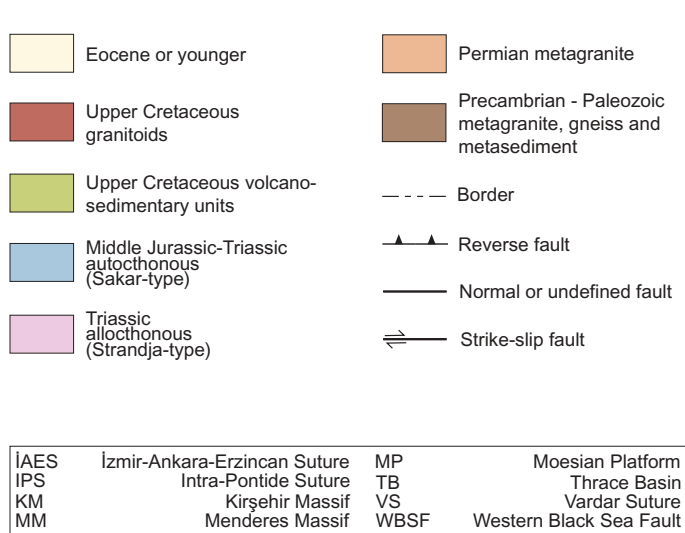 Eocene or younger
Upper Cretaceous
granitoids
Upper Cretaceous volcano-
sedimentary units
Middle Jurassic-Triassic
autocthonous
(Sakar-type)
Triassic
allocthonous
(Strandja-type)
Permian metagranite
Precambrian - Paleozoic
metagranite, gneiss and
metasediment
Border
Reverse fault
Normal or undefined fault
Strike-slip fault
İAES İzmir-Ankara-Erzincan Suture
IPS Intra-Pontide Suture
KM Kirşehir Massif
MM Menderes Massif
MP Moesian Platform
TB Thrace Basin
VS Vardar Suture
WBSF Western Black Sea Fault